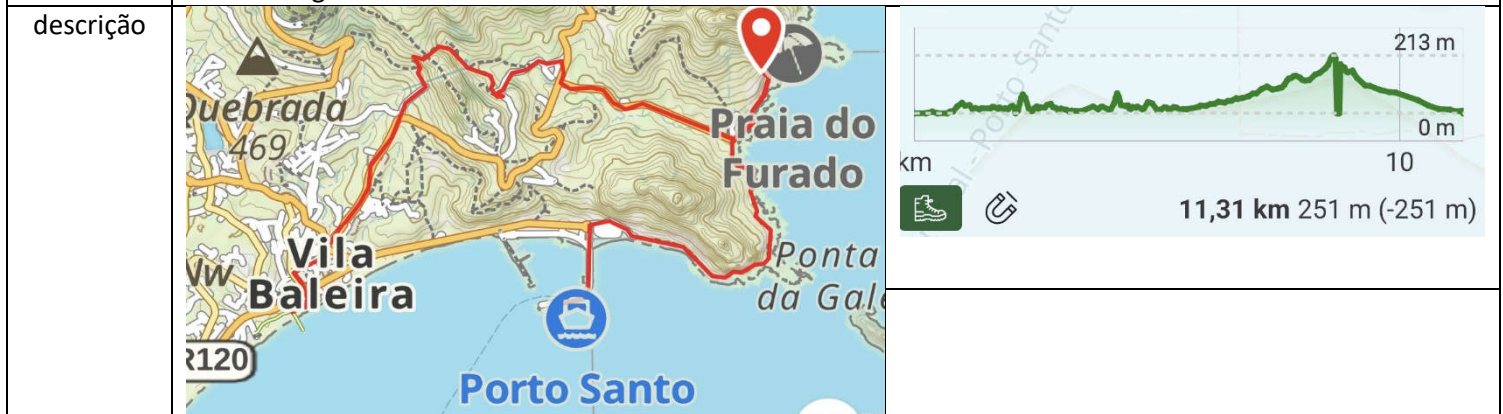 descrição
Quebrada
469
Praia do
Furado
Vila
Baleira
Ponta
da Gale
R120
Porto Santo
213 m
0 m
km
10
11,31 km 251 m (-251 m)